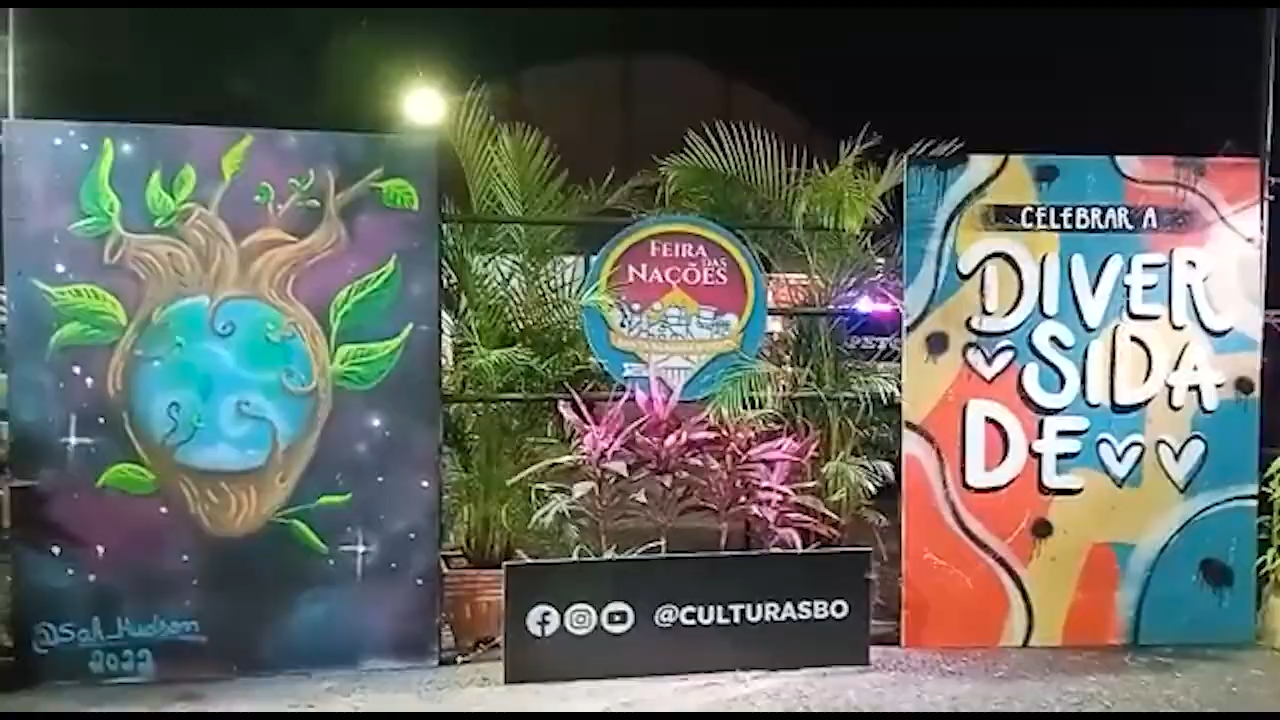 @Sah_Hudson
2022
FEIRA
DAS
NAÇÕES
@CULTURASBO
CELEBRAR A
DIVER
SIDA
DE